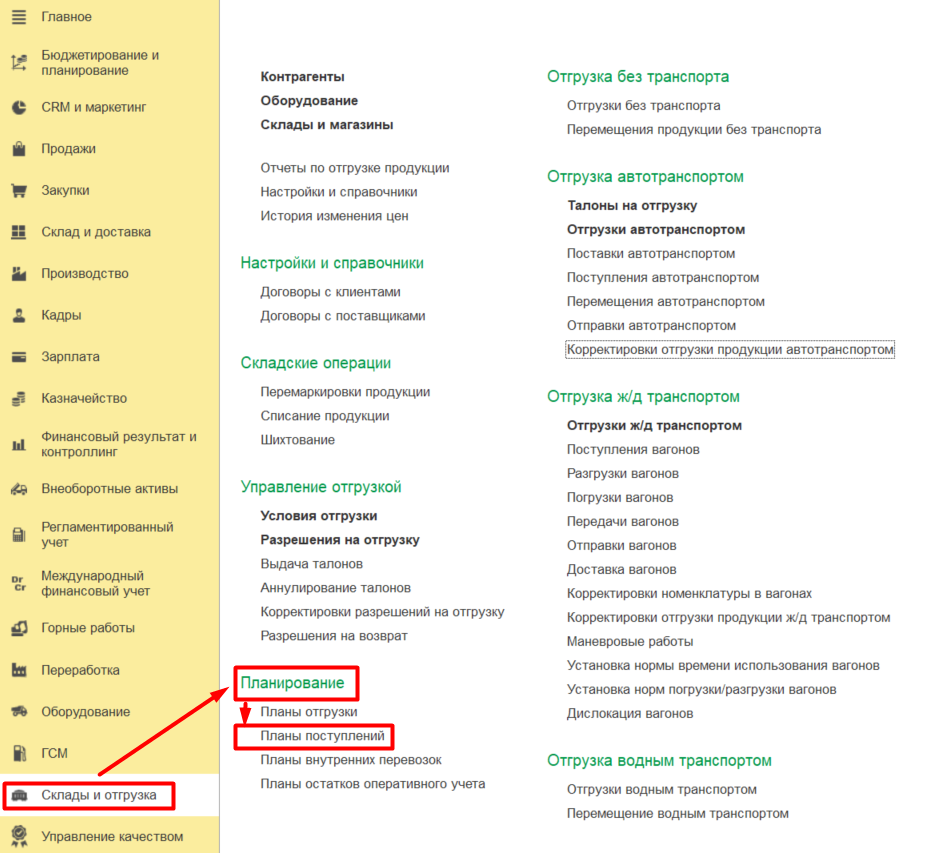 Главное
Бюджетирование и
планирование
CRM и маркетинг
Продажи
Закупки
Склад и доставка
Производство
Кадры
Зарплата
Казначейство
Финансовый результат и
контроллинг
Внеоборотные активы
Регламентированный
учет
Dr
Cr
Международный
финансовый учет
Горные работы
Переработка
Оборудование
ГСМ
Склады и отгрузка
Управление качеством
Контрагенты
Оборудование
Склады и магазины
Отчеты по отгрузке продукции
Настройки и справочники
История изменения цен
Настройки и справочники
Договоры с клиентами
Договоры с поставщиками
Складские операции
Перемаркировки продукции
Списание продукции
Шихтование
Управление отгрузкой
Условия отгрузки
Разрешения на отгрузку
Выдача талонов
Аннулирование талонов
Корректировки разрешений на отгрузку
Разрешения на возврат
Планирование
Планы отгрузки
Планы поступлений
Планы внутренних перевозок
Планы остатков оперативного учета
Отгрузка без транспорта
Отгрузки без транспорта
Перемещения продукции без транспорта
Отгрузка автотранспортом
Талоны на отгрузку
Отгрузки автотранспортом
Поставки автотранспортом
Поступления автотранспортом
Перемещения автотранспортом
Отправки автотранспортом
Корректировки отгрузки продукции автотранспортом
Отгрузка ж/д транспортом
Отгрузки ж/д транспортом
Поступления вагонов
Разгрузки вагонов
Погрузки вагонов
Передачи вагонов
Отправки вагонов
Доставка вагонов
Корректировки номенклатуры в вагонах
Корректировки отгрузки продукции ж/д транспортом
Маневровые работы
Установка нормы времени использования вагонов
Установка норм погрузки/разгрузки вагонов
Дислокация вагонов
Отгрузка водным транспортом
Отгрузки водным транспортом
Перемещение водным транспортом